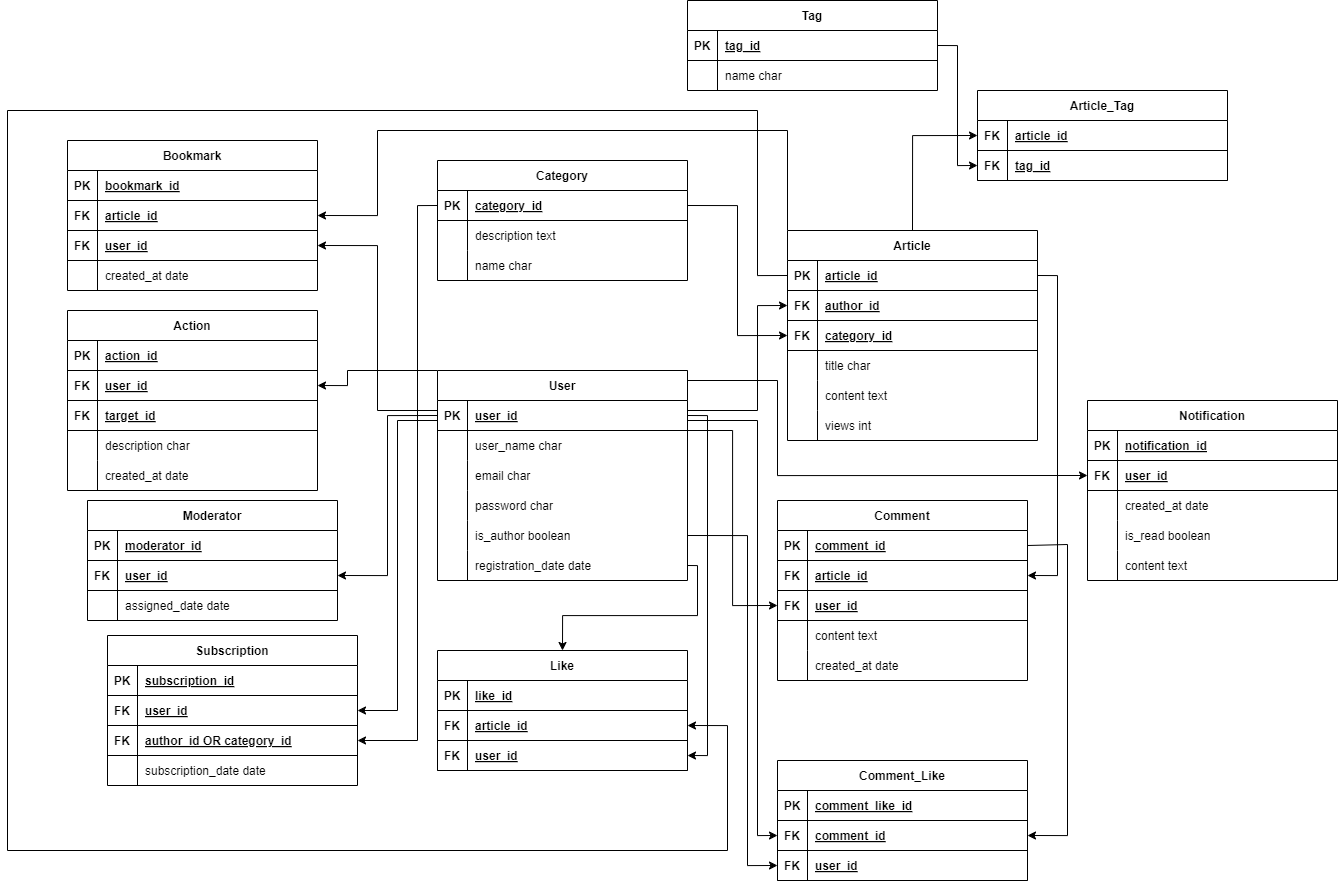 Tag
PK tag_id
name char
Article_Tag
FK article_id
FK tag_id
Bookmark
PK bookmark_id
FK article_id
FK user_id
created_at date
Category
PK category_id
description text
name char
Article
PK article_id
FK author_id
FK category_id
title char
content text
views int
Action
PK action_id
FK user_id
FK target_id
description char
created_at date
User
PK user_id
user_name char
email char
password char
is_author boolean
registration_date date
Notification
PK notification_id
FK user_id
created_at date
is_read boolean
content text
Moderator
PK moderator_id
FK user_id
assigned_date date
Comment
PK comment_id
FK article_id
FK user_id
content text
created_at date
Subscription
PK subscription_id
FK user_id
FK author_id OR category_id
subscription_date date
Like
PK like_id
FK article_id
FK user_id
Comment_Like
PK comment_like_id
FK comment_id
FK user_id